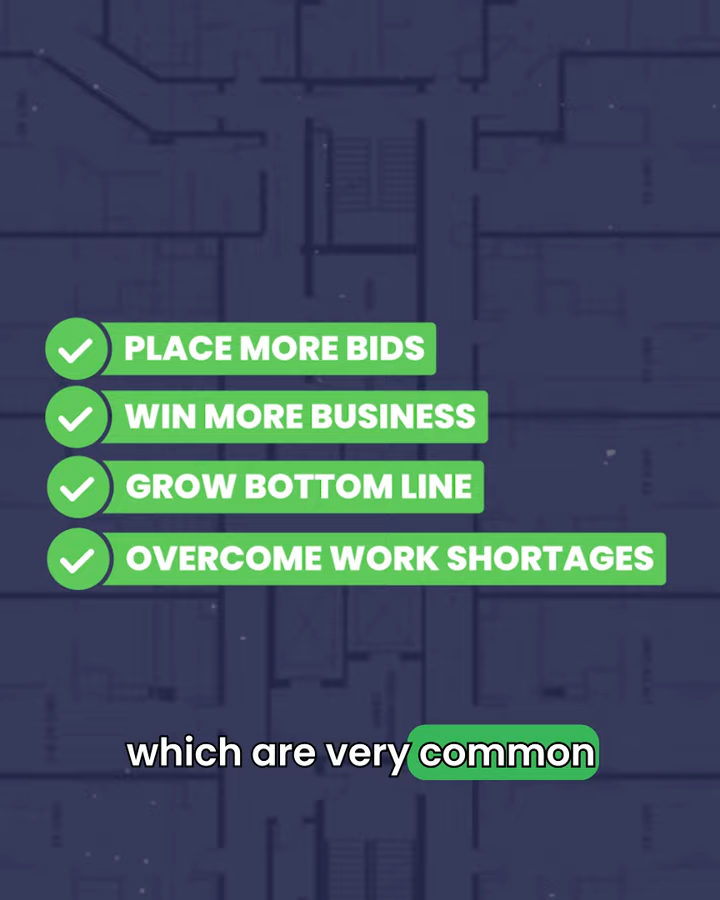 PLACE MORE BIDS
WIN MORE BUSINESS
GROW BOTTOM LINE
OVERCOME WORK SHORTAGES
which are very common